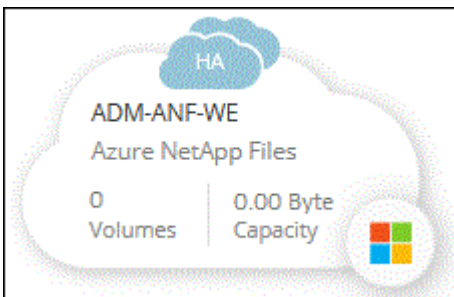 HA
ADM-ANF-WE
Azure NetApp Files
0
Volumes
0.00 Byte
Capacity